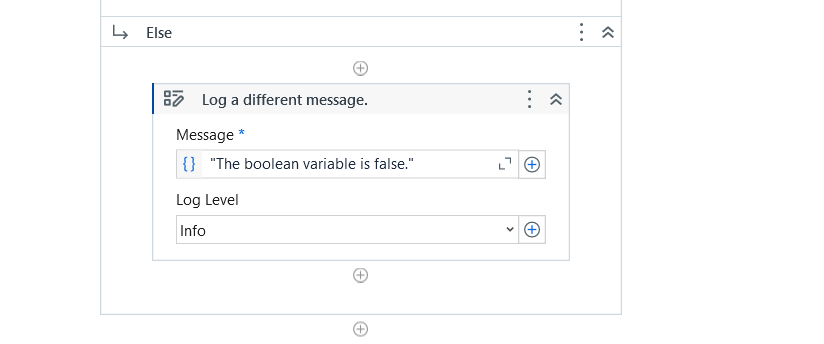 Else
Log a different message.
Message *
{} "The boolean variable is false."
Log Level
Info